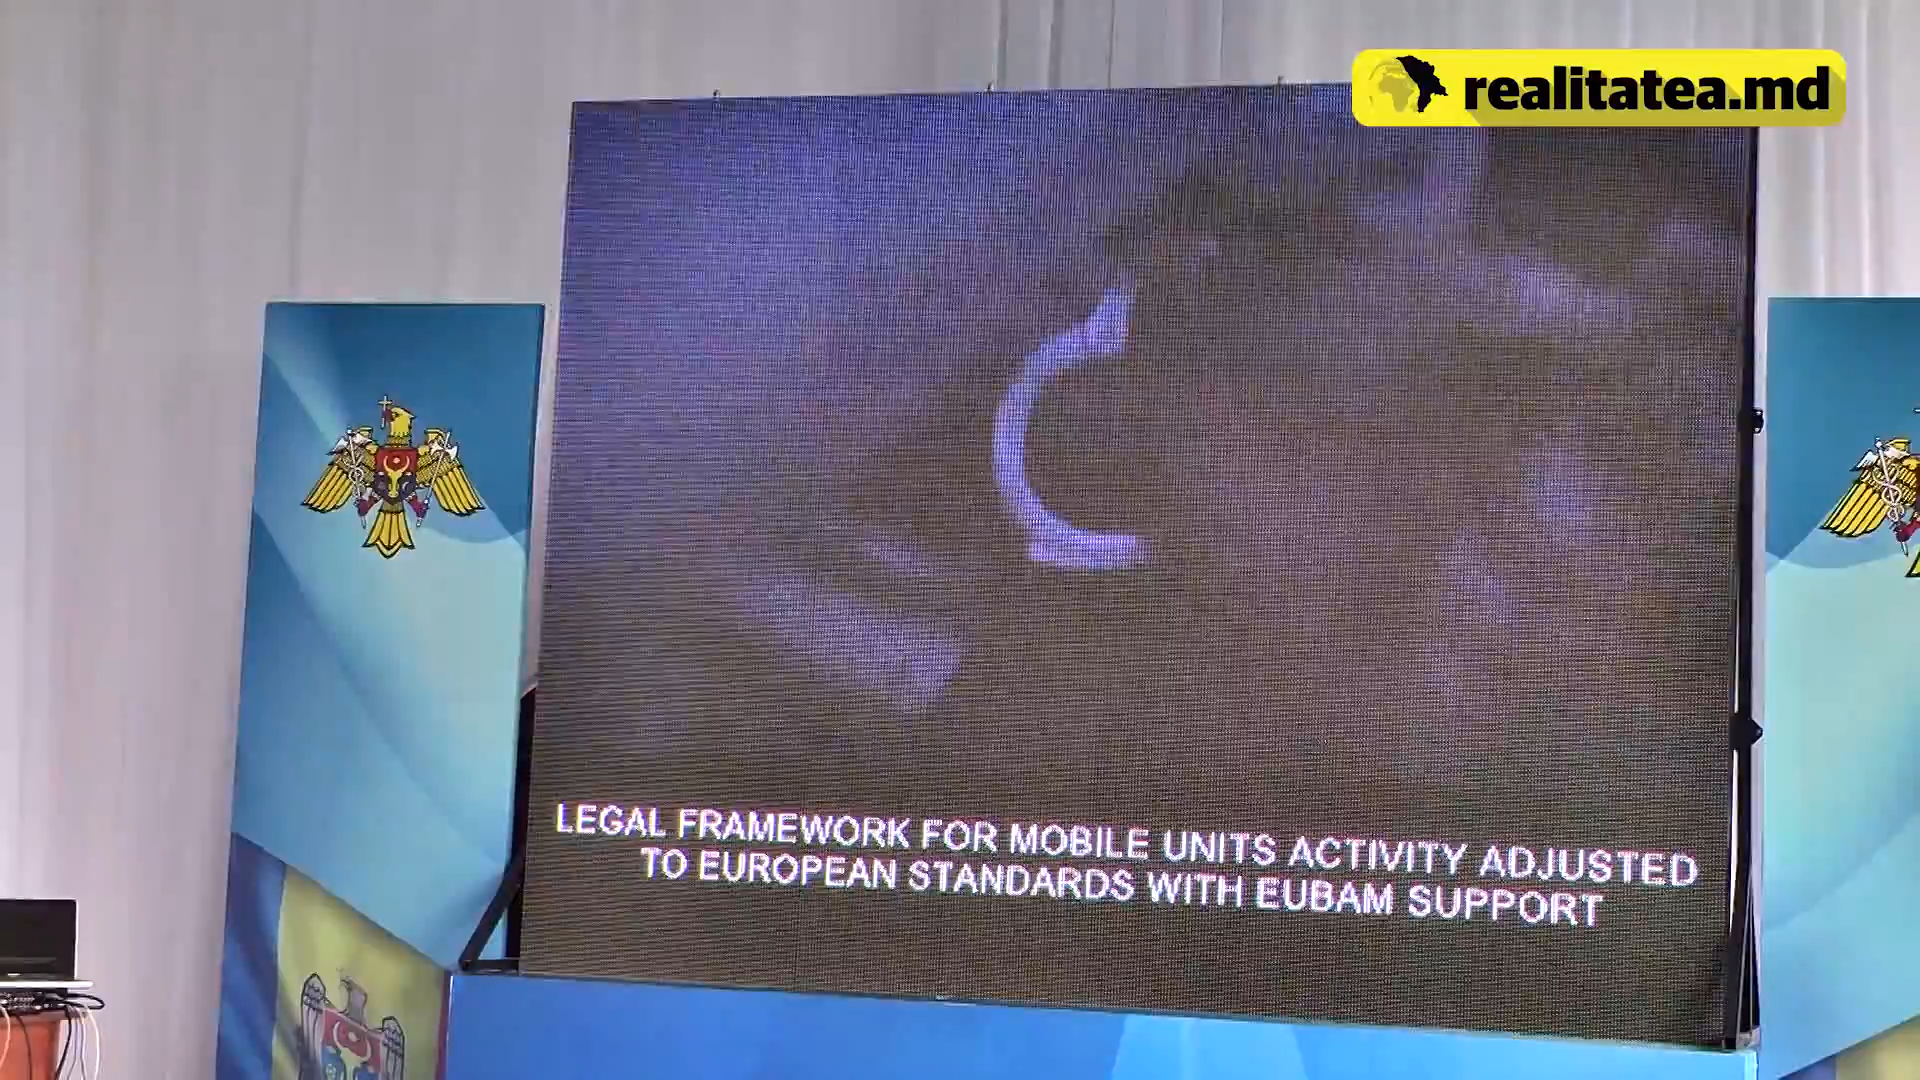 realitatea.md
LEGAL FRAMEWORK FOR MOBILE UNITS ACTIVITY ADJUSTED
TO EUROPEAN STANDARDS WITH EUBAM SUPPORT